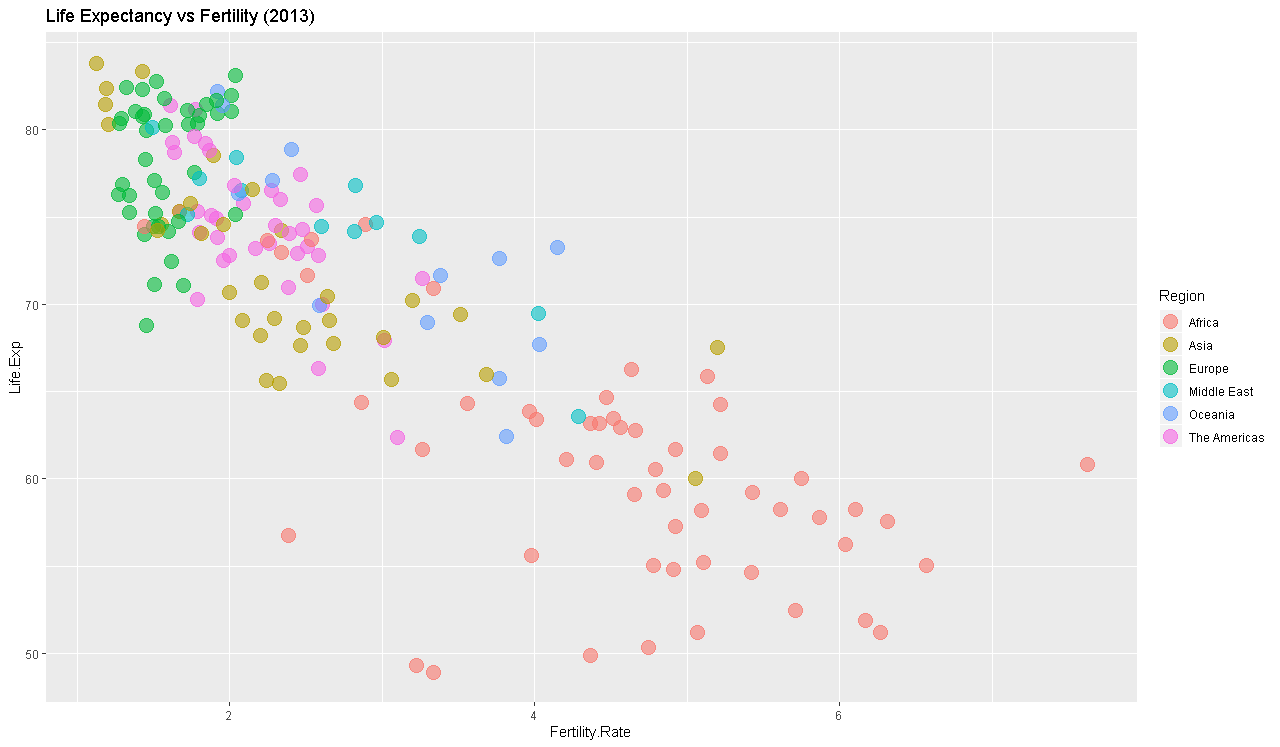 Life Expectancy vs Fertility (2013)
Life.Exp
80
70
60
50
2
4
6
Fertility.Rate
Region
Africa
Asia
Europe
Middle East
Oceania
The Americas